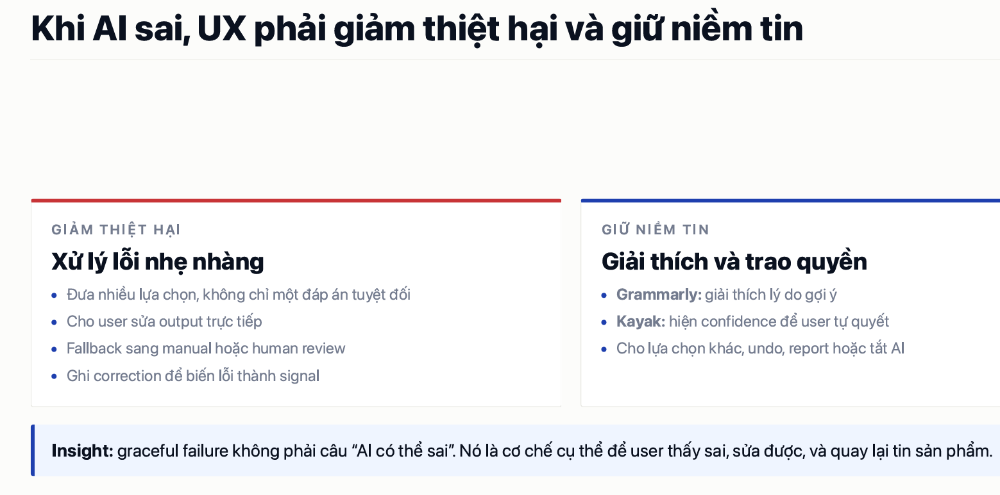 Khi AI sai, UX phải giảm thiệt hại và giữ niềm tin
GIẢM THIỆT HẠI
Xử lý lỗi nhẹ nhàng
• Đưa nhiều lựa chọn, không chỉ một đáp án tuyệt đối
• Cho user sửa output trực tiếp
• Fallback sang manual hoặc human review
• Ghi correction để biến lỗi thành signal
GIỮ NIỀM TIN
Giải thích và trao quyền
• Grammarly: giải thích lý do gợi ý
• Kayak: hiện confidence để user tự quyết
• Cho lựa chọn khác, undo, report hoặc tắt AI
Insight: graceful failure không phải câu “AI có thể sai”. Nó là cơ chế cụ thể để user thấy sai, sửa được, và quay lại tin sản phẩm.